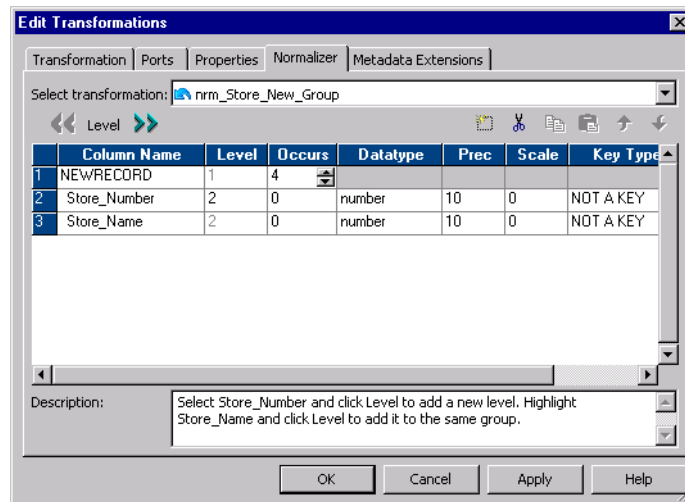 Edit Transformations
Transformation Ports Properties Normalizer Metadata Extensions
Select transformation: nrm_Store_New_Group
Level
Column Name Level Occurs Datatype Prec Scale Key Type
1 NEWRECORD 1 4
2 Store_Number 2 0 number 10 0 NOT A KEY
3 Store_Name 2 0 number 10 0 NOT A KEY
Description: Select Store_Number and click Level to add a new level. Highlight
Store_Name and click Level to add it to the same group.
OK Cancel Apply Help